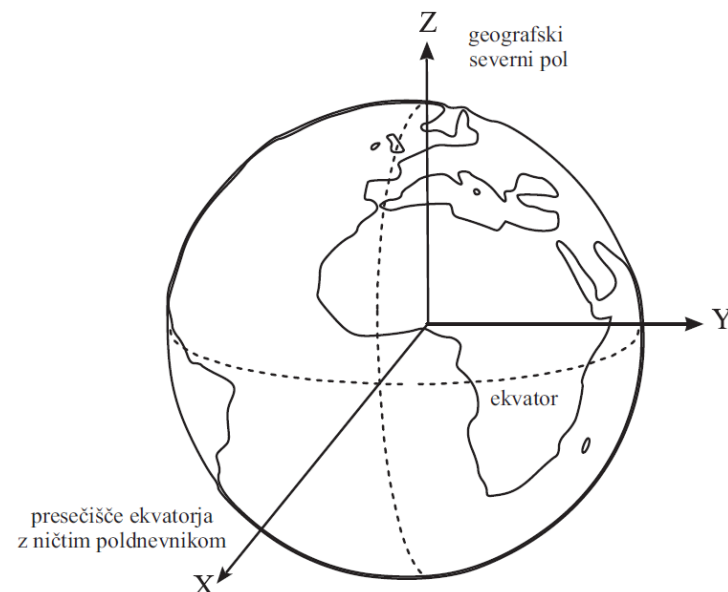 Z
geografski
severni pol
Y
ekvator
presečišče ekvatorja
z ničtim poldnevnikom
X